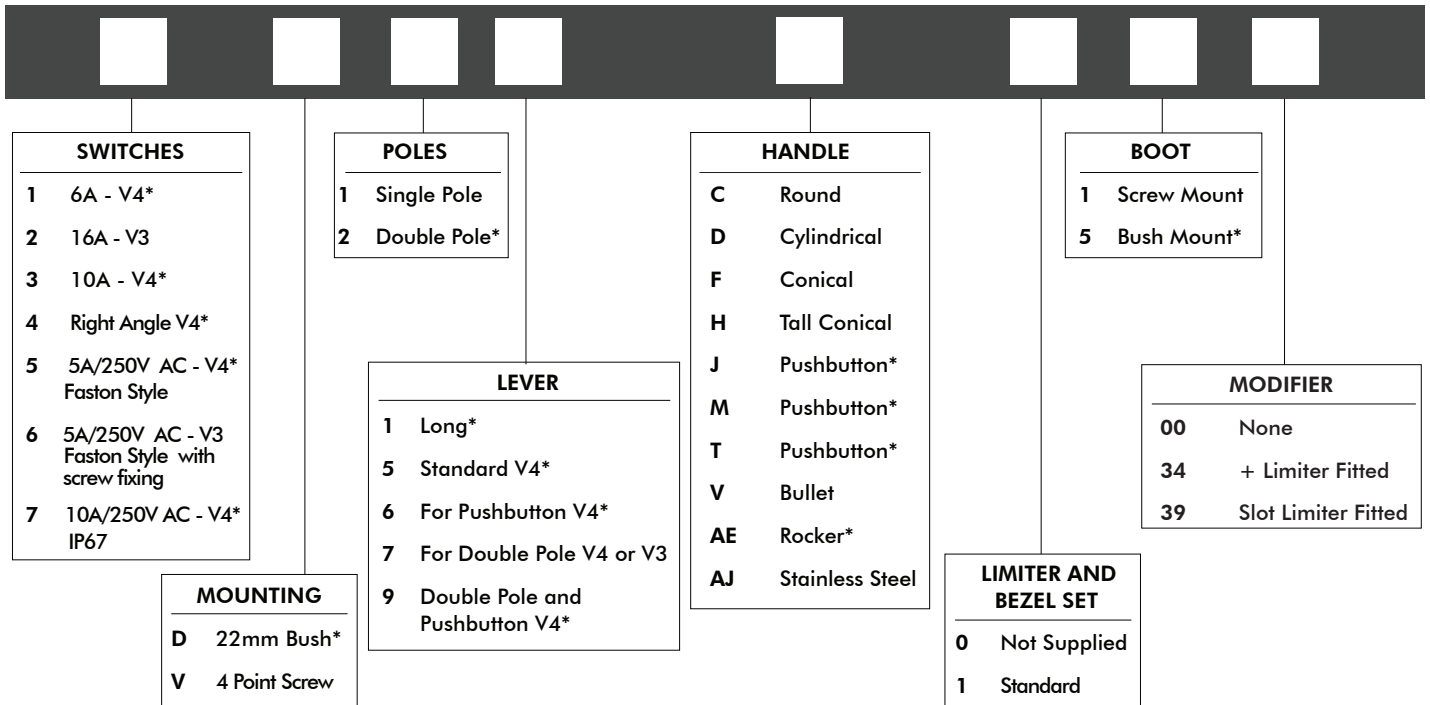 SWITCHES
1 6A - V4*
2 16A - V3
3 10A - V4*
4 Right Angle V4*
5 5A/250V AC - V4*
Faston Style
6 5A/250V AC - V3
Faston Style with
screw fixing
7 10A/250V AC - V4*
IP67
MOUNTING
D 22mm Bush*
V 4 Point Screw
POLES
1 Single Pole
2 Double Pole*
LEVER
1 Long*
5 Standard V4*
6 For Pushbutton V4*
7 For Double Pole V4 or V3
9 Double Pole and
Pushbutton V4*
HANDLE
C Round
D Cylindrical
F Conical
H Tall Conical
J Pushbutton*
M Pushbutton*
T Pushbutton*
V Bullet
AE Rocker*
AJ Stainless Steel
LIMITER AND
BEZEL SET
0 Not Supplied
1 Standard
BOOT
1 Screw Mount
5 Bush Mount*
MODIFIER
00 None
34 + Limiter Fitted
39 Slot Limiter Fitted